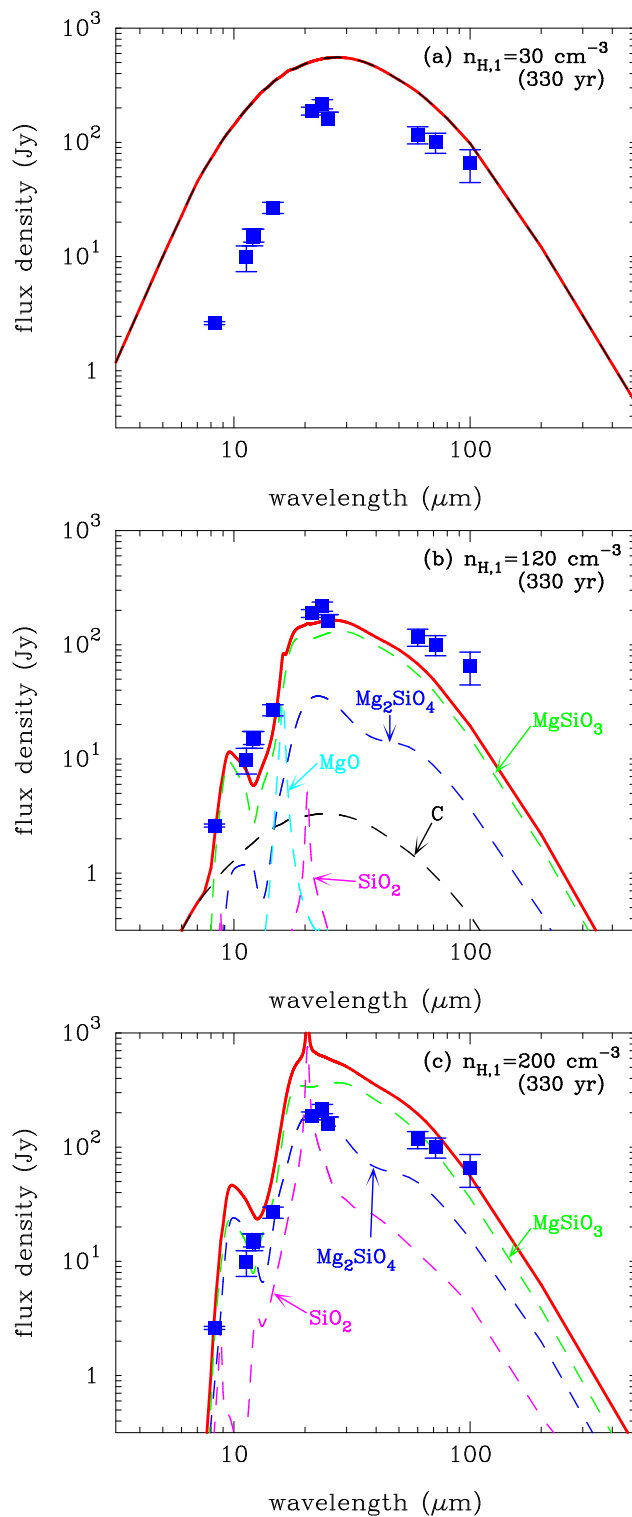 10³
(a) n_H,1=30 cm⁻³
(330 yr)
10²
10
1
flux density (Jy)
10 100
wavelength (μm)
10³
(b) n_H,1=120 cm⁻³
(330 yr)
10²
Mg₂SiO₄
MgSiO₃
10
MgO
C
1
SiO₂
flux density (Jy)
10 100
wavelength (μm)
10³
(c) n_H,1=200 cm⁻³
(330 yr)
10²
MgSiO₃
Mg₂SiO₄
10
SiO₂
1
flux density (Jy)
10 100
wavelength (μm)